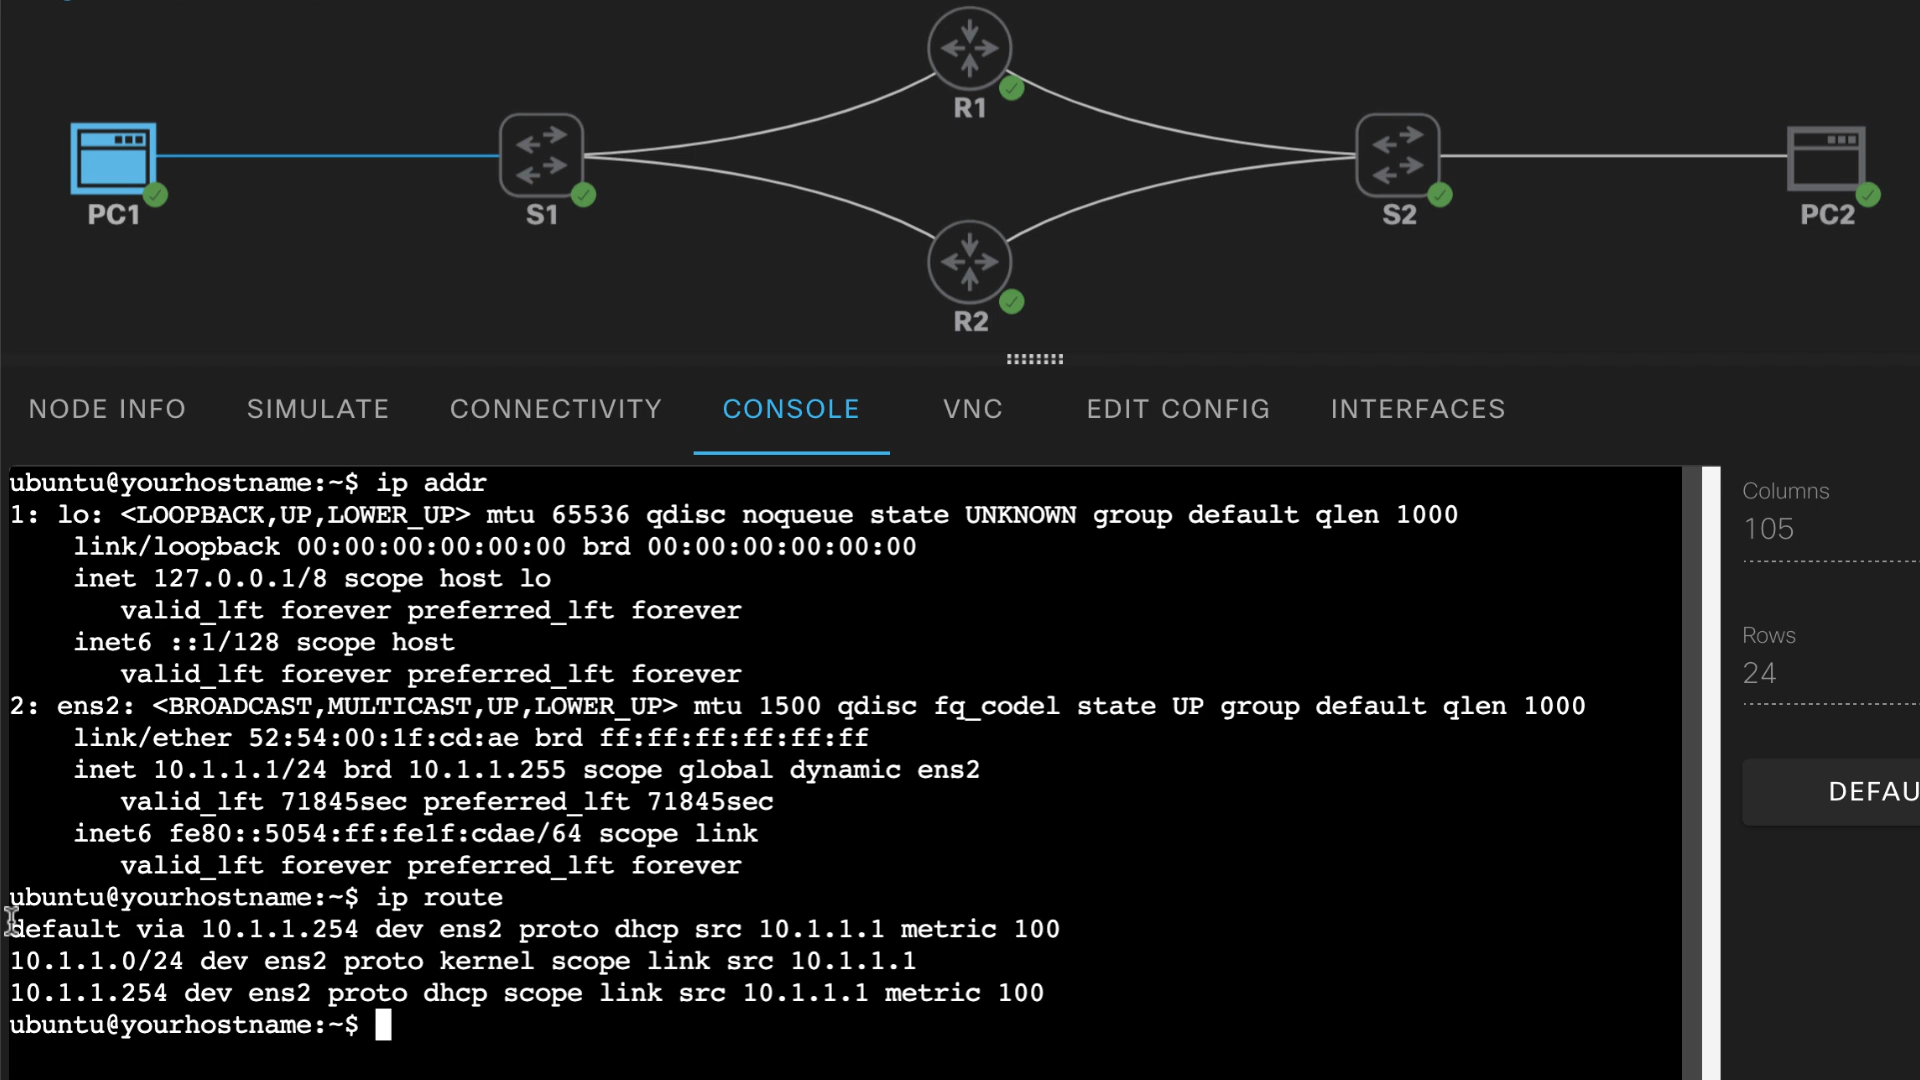 R1
PC1
S1
S2
PC2
R2
NODE INFO SIMULATE CONNECTIVITY CONSOLE VNC EDIT CONFIG INTERFACES
ubuntu@yourhostname:~$ ip addr
1: lo: <LOOPBACK,UP,LOWER_UP> mtu 65536 qdisc noqueue state UNKNOWN group default qlen 1000
    link/loopback 00:00:00:00:00:00 brd 00:00:00:00:00:00
    inet 127.0.0.1/8 scope host lo
       valid_lft forever preferred_lft forever
    inet6 ::1/128 scope host
       valid_lft forever preferred_lft forever
2: ens2: <BROADCAST,MULTICAST,UP,LOWER_UP> mtu 1500 qdisc fq_codel state UP group default qlen 1000
    link/ether 52:54:00:1f:cd:ae brd ff:ff:ff:ff:ff:ff
    inet 10.1.1.1/24 brd 10.1.1.255 scope global dynamic ens2
       valid_lft 71845sec preferred_lft 71845sec
    inet6 fe80::5054:ff:fe1f:cdae/64 scope link
       valid_lft forever preferred_lft forever
ubuntu@yourhostname:~$ ip route
default via 10.1.1.254 dev ens2 proto dhcp src 10.1.1.1 metric 100
10.1.1.0/24 dev ens2 proto kernel scope link src 10.1.1.1
10.1.1.254 dev ens2 proto dhcp scope link src 10.1.1.1 metric 100
ubuntu@yourhostname:~$
Columns
105
Rows
24
DEFAU